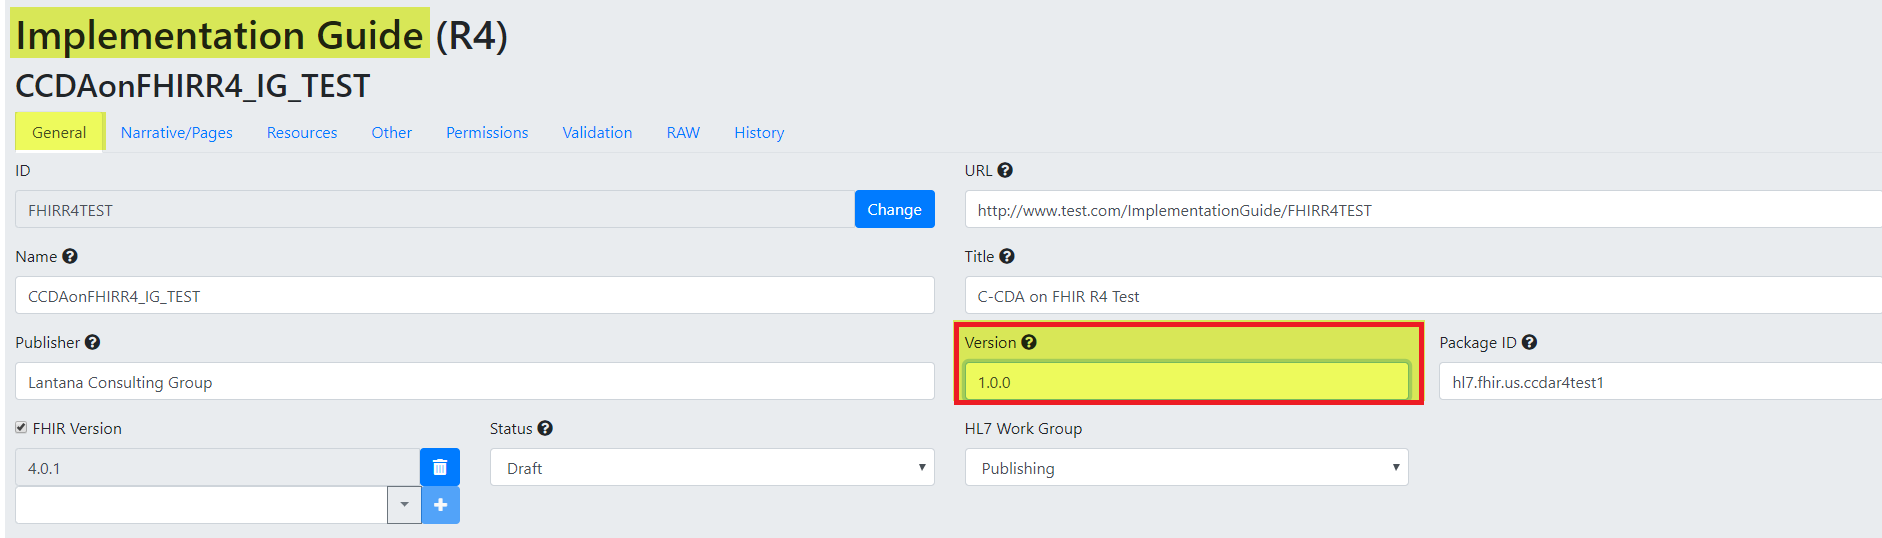 Implementation Guide (R4)
CCDAonFHIRR4_IG_TEST
General Narrative/Pages Resources Other Permissions Validation RAW History
ID URL
FHIRR4TEST Change http://www.test.com/ImplementationGuide/FHIRR4TEST
Name Title
CCDAonFHIRR4_IG_TEST C-CDA on FHIR R4 Test
Publisher Version Package ID
Lantana Consulting Group 1.0.0 hl7.fhir.us.ccdar4test1
FHIR Version Status HL7 Work Group
4.0.1 Draft Publishing